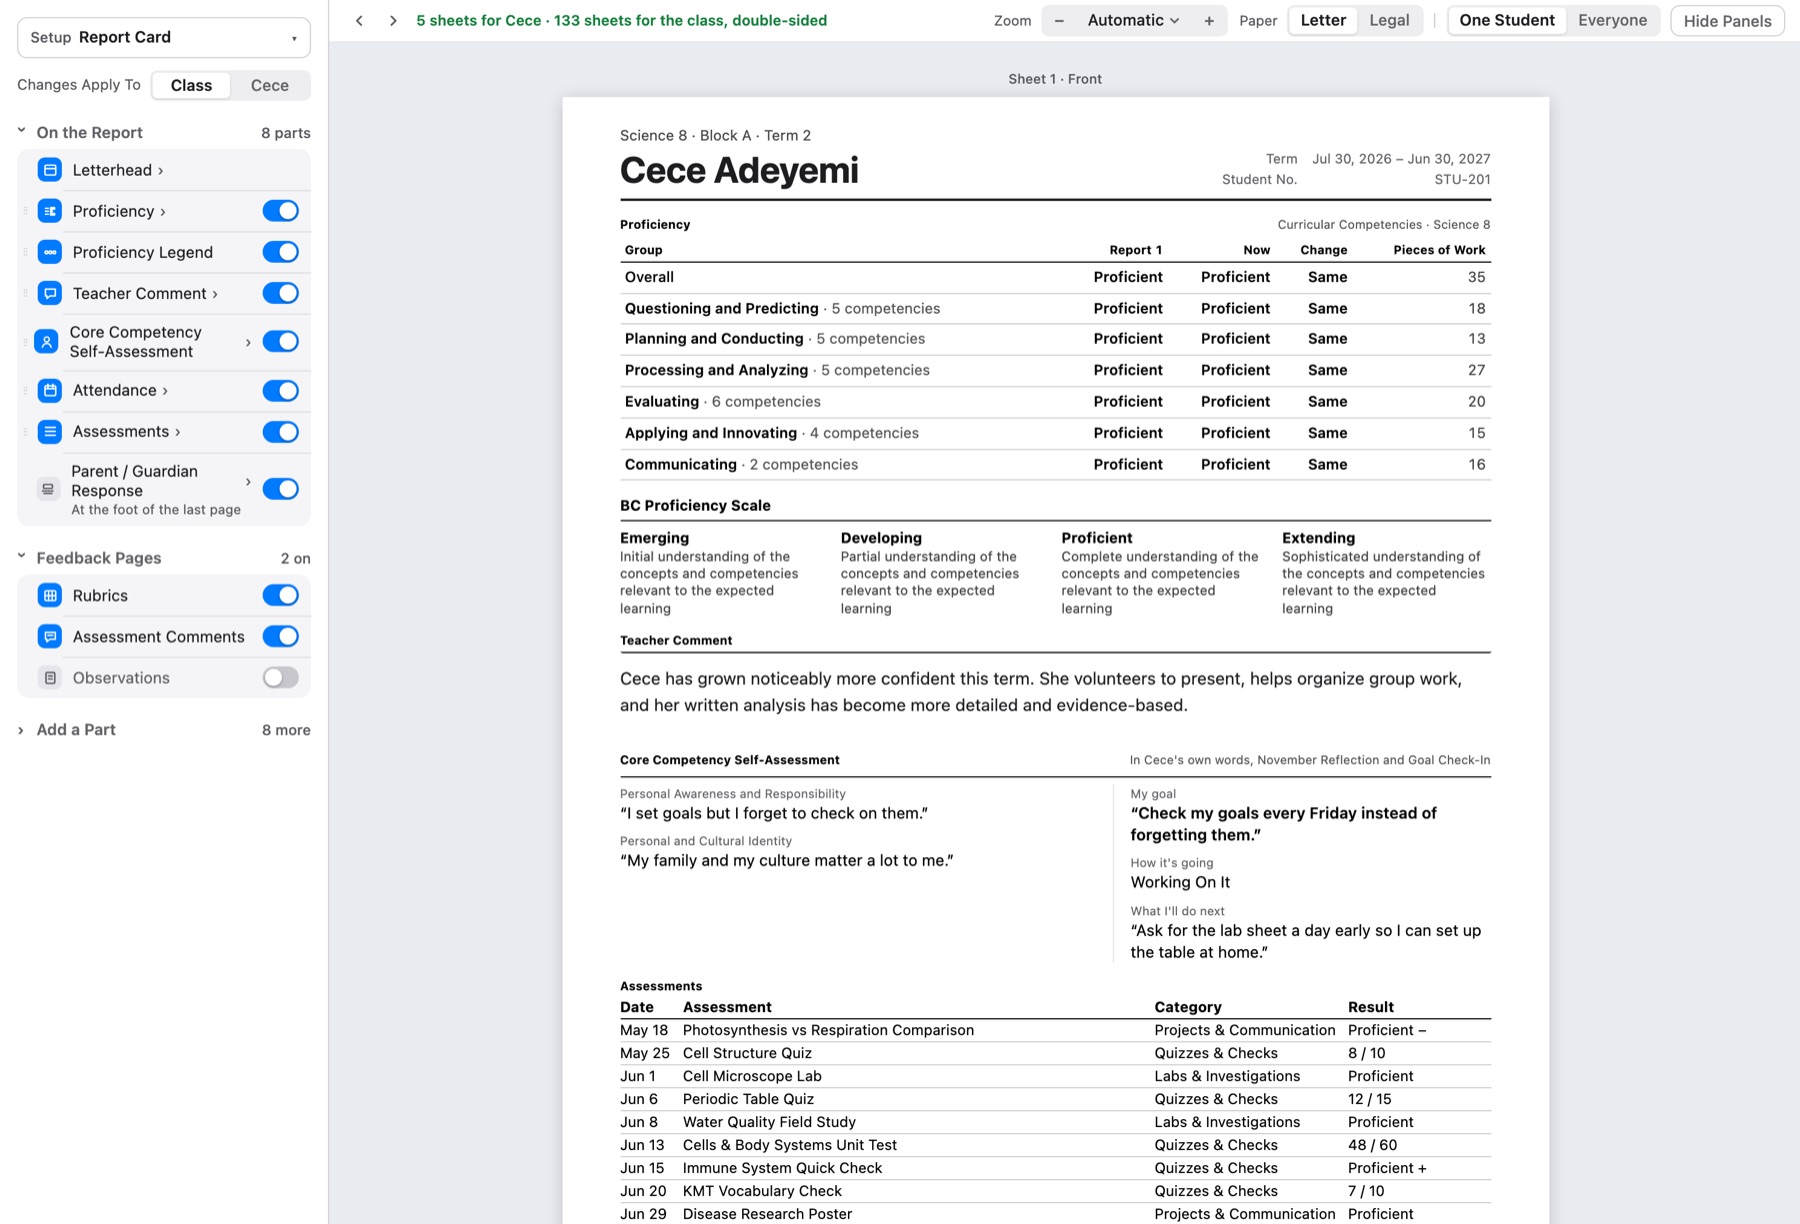 Setup Report Card
Changes Apply To Class Cece
On the Report 8 parts
Letterhead ›
Proficiency ›
Proficiency Legend
Teacher Comment ›
Core Competency
Self-Assessment ›
Attendance ›
Assessments ›
Parent / Guardian
Response ›
At the foot of the last page
Feedback Pages 2 on
Rubrics
Assessment Comments
Observations
Add a Part 8 more
5 sheets for Cece · 133 sheets for the class, double-sided
Zoom − Automatic + Paper Letter Legal One Student Everyone Hide Panels
Sheet 1 · Front
Science 8 · Block A · Term 2
Cece Adeyemi
Term Jul 30, 2026 – Jun 30, 2027
Student No. STU-201
Proficiency Curricular Competencies · Science 8
Group Report 1 Now Change Pieces of Work
Overall Proficient Proficient Same 35
Questioning and Predicting · 5 competencies Proficient Proficient Same 18
Planning and Conducting · 5 competencies Proficient Proficient Same 13
Processing and Analyzing · 5 competencies Proficient Proficient Same 27
Evaluating · 6 competencies Proficient Proficient Same 20
Applying and Innovating · 4 competencies Proficient Proficient Same 15
Communicating · 2 competencies Proficient Proficient Same 16
BC Proficiency Scale
Emerging
Initial understanding of the
concepts and competencies
relevant to the expected
learning
Developing
Partial understanding of the
concepts and competencies
relevant to the expected
learning
Proficient
Complete understanding of the
concepts and competencies
relevant to the expected
learning
Extending
Sophisticated understanding of
the concepts and competencies
relevant to the expected
learning
Teacher Comment
Cece has grown noticeably more confident this term. She volunteers to present, helps organize group work,
and her written analysis has become more detailed and evidence-based.
Core Competency Self-Assessment In Cece's own words, November Reflection and Goal Check-In
Personal Awareness and Responsibility
“I set goals but I forget to check on them.”
Personal and Cultural Identity
“My family and my culture matter a lot to me.”
My goal
“Check my goals every Friday instead of
forgetting them.”
How it's going
Working On It
What I'll do next
“Ask for the lab sheet a day early so I can set up
the table at home.”
Assessments
Date Assessment Category Result
May 18 Photosynthesis vs Respiration Comparison Projects & Communication Proficient –
May 25 Cell Structure Quiz Quizzes & Checks 8 / 10
Jun 1 Cell Microscope Lab Labs & Investigations Proficient
Jun 6 Periodic Table Quiz Quizzes & Checks 12 / 15
Jun 8 Water Quality Field Study Labs & Investigations Proficient
Jun 13 Cells & Body Systems Unit Test Quizzes & Checks 48 / 60
Jun 15 Immune System Quick Check Quizzes & Checks Proficient +
Jun 20 KMT Vocabulary Check Quizzes & Checks 7 / 10
Jun 29 Disease Research Poster Projects & Communication Proficient